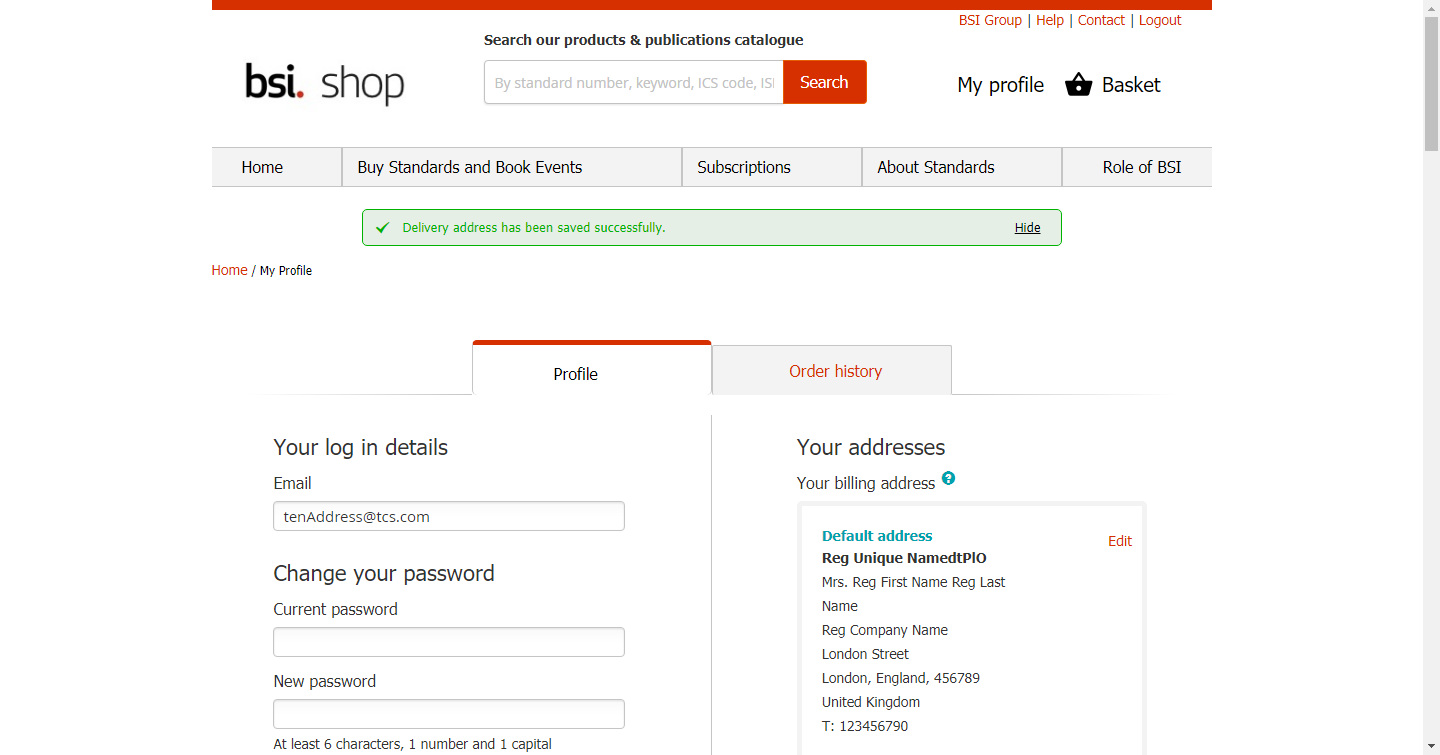 BSI Group | Help | Contact | Logout
Search our products & publications catalogue
bsi. shop
By standard number, keyword, ICS code, ISI
Search
My profile
Basket
Home
Buy Standards and Book Events
Subscriptions
About Standards
Role of BSI
Delivery address has been saved successfully.
Hide
Home / My Profile
Profile
Order history
Your log in details
Email
tenAddress@tcs.com
Change your password
Current password
New password
At least 6 characters, 1 number and 1 capital
Your addresses
Your billing address ?
Default address
Edit
Reg Unique NamedtPlO
Mrs. Reg First Name Reg Last
Name
Reg Company Name
London Street
London, England, 456789
United Kingdom
T: 123456790